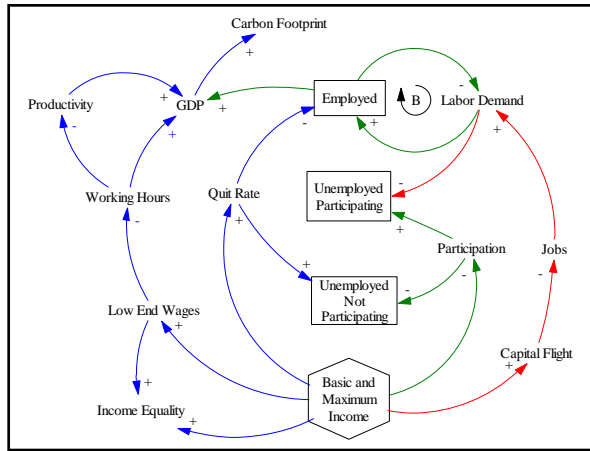 Carbon Footprint
+
+
-
Productivity
+
GDP
+
Employed
B
Labor Demand
-
+
-
+
+
Working Hours
Quit Rate
Unemployed
Participating
-
-
+
+
Participation
Jobs
+
-
-
-
Unemployed
Not
Participating
Low End Wages
+
Capital Flight
+
+
Basic and
Maximum
Income
Income Equality
+